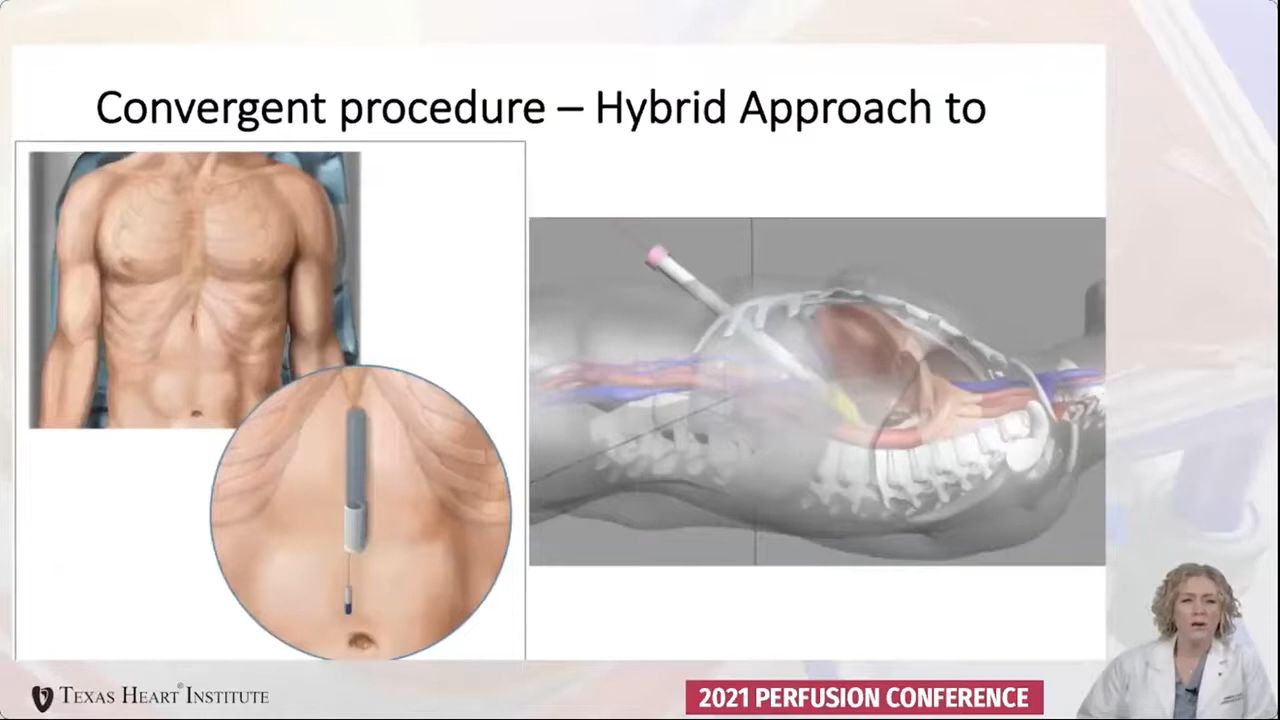 Convergent procedure – Hybrid Approach to
TEXAS HEART® INSTITUTE
2021 PERFUSION CONFERENCE